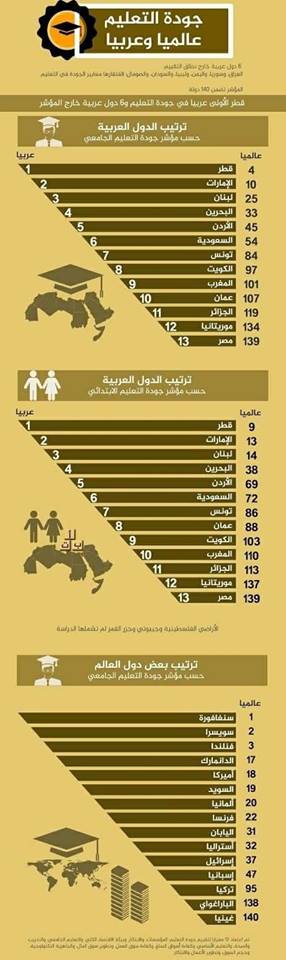 جودة التعليم
عالميا وعربيا
6 دول عربية خارج نطاق التقييم
العراق، وسوريا، واليمن، وليبيا، والسودان، والصومال، لافتقارها معايير الجودة في التعليم
المؤشر تضمن 140 دولة
قطر الأولى عربيا في جودة التعليم و6 دول عربية خارج المؤشر
ترتيب الدول العربية
حسب مؤشر جودة التعليم الجامعي
عالميا عربيا
4 قطر 1
10 الإمارات 2
25 لبنان 3
33 البحرين 4
45 الأردن 5
54 السعودية 6
84 تونس 7
97 الكويت 8
101 المغرب 9
107 عمان 10
119 الجزائر 11
134 موريتانيا 12
139 مصر 13
ترتيب الدول العربية
حسب مؤشر جودة التعليم الابتدائي
عالميا عربيا
9 قطر 1
13 الإمارات 2
14 لبنان 3
38 البحرين 4
69 الأردن 5
72 السعودية 6
86 تونس 7
88 عمان 8
103 الكويت 9
110 المغرب 10
113 الجزائر 11
137 موريتانيا 12
139 مصر 13
الأراضي الفلسطينية وجيبوتي وجزر القمر لم تشملها الدراسة
ترتيب بعض دول العالم
حسب مؤشر جودة التعليم الجامعي
عالميا
1 سنغافورة
2 سويسرا
3 فنلندا
17 الدانمارك
18 أميركا
19 السويد
20 ألمانيا
22 فرنسا
31 اليابان
32 أستراليا
37 إسرائيل
47 إسبانيا
95 تركيا
138 الباراغواي
140 غينيا